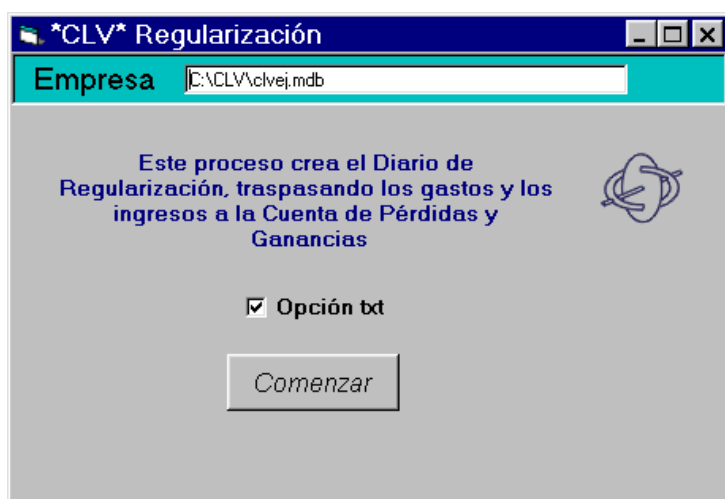 *CLV* Regularización
Empresa C:\CLV\clvej.mdb
Este proceso crea el Diario de
Regularización, traspasando los gastos y los
ingresos a la Cuenta de Pérdidas y
Ganancias
Opción txt
Comenzar